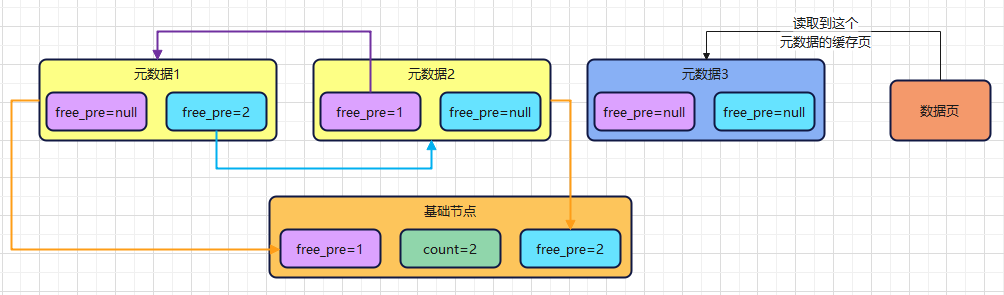 读取到这个
元数据的缓存页
元数据1
free_pre=null
free_pre=2
元数据2
free_pre=1
free_pre=null
元数据3
free_pre=null
free_pre=null
数据页
基础节点
free_pre=1
count=2
free_pre=2